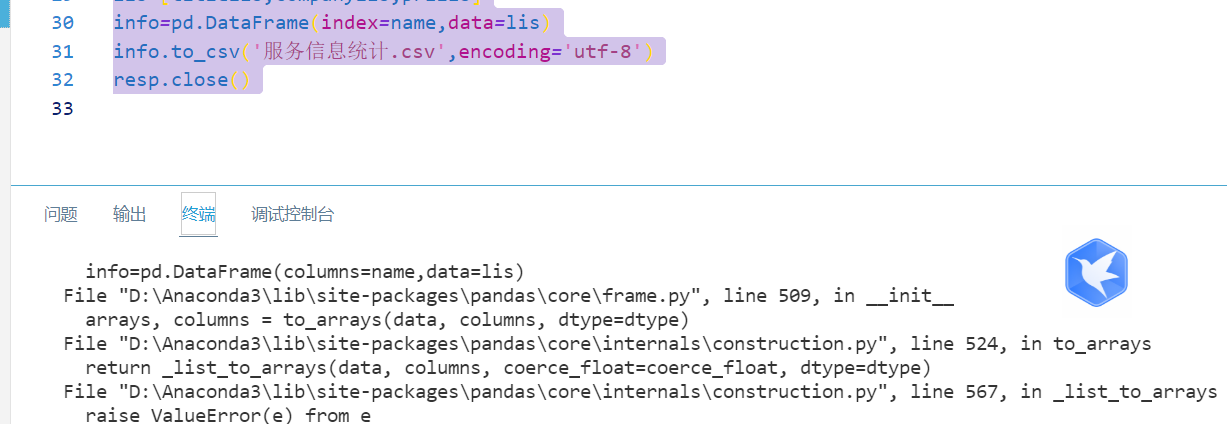 30 info=pd.DataFrame(index=name,data=lis)
31 info.to_csv('服务信息统计.csv',encoding='utf-8')
32 resp.close()
33
问题 输出 终端 调试控制台
info=pd.DataFrame(columns=name,data=lis)
File "D:\Anaconda3\lib\site-packages\pandas\core\frame.py", line 509, in __init__
arrays, columns = to_arrays(data, columns, dtype=dtype)
File "D:\Anaconda3\lib\site-packages\pandas\core\internals\construction.py", line 524, in to_arrays
return _list_to_arrays(data, columns, coerce_float=coerce_float, dtype=dtype)
File "D:\Anaconda3\lib\site-packages\pandas\core\internals\construction.py", line 567, in _list_to_arrays
raise ValueError(e) from e